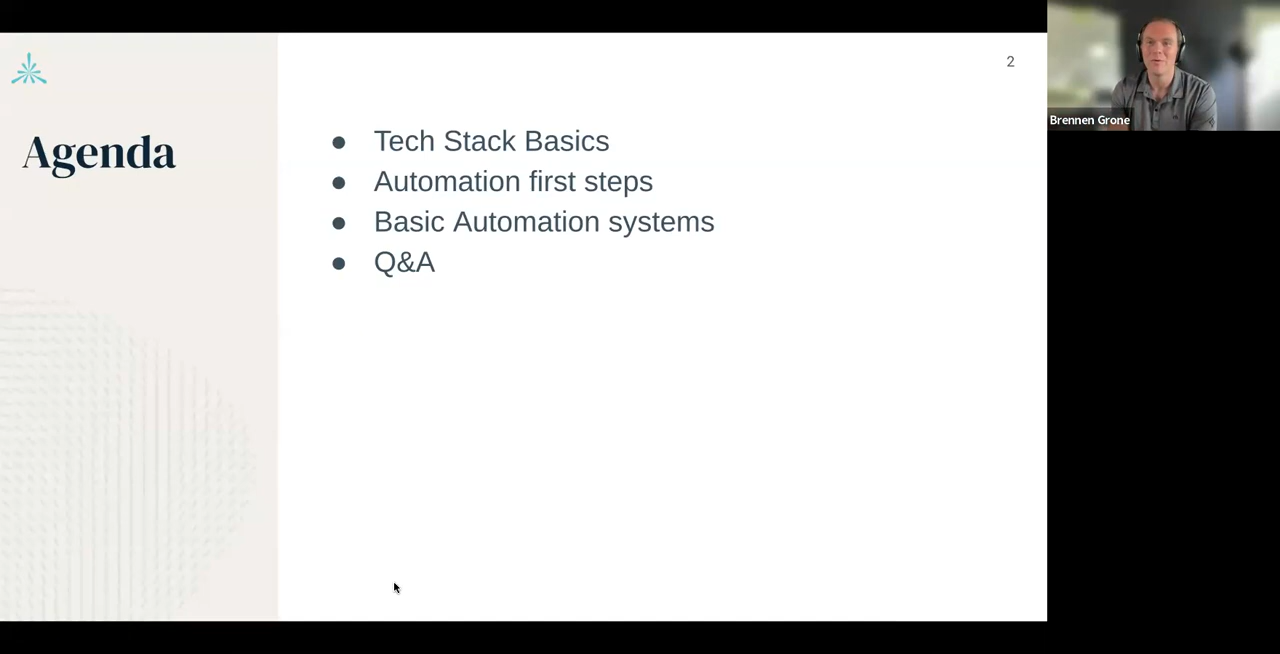 2
Agenda
● Tech Stack Basics
● Automation first steps
● Basic Automation systems
● Q&A
Brennen Grone